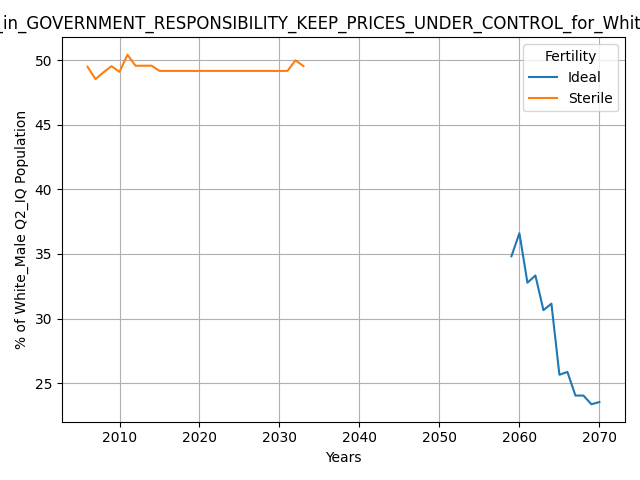 _in_GOVERNMENT_RESPONSIBILITY_KEEP_PRICES_UNDER_CONTROL_for_Whit
Fertility
Ideal
Sterile
% of White_Male Q2_IQ Population
50
45
40
35
30
25
2010 2020 2030 2040 2050 2060 2070
Years